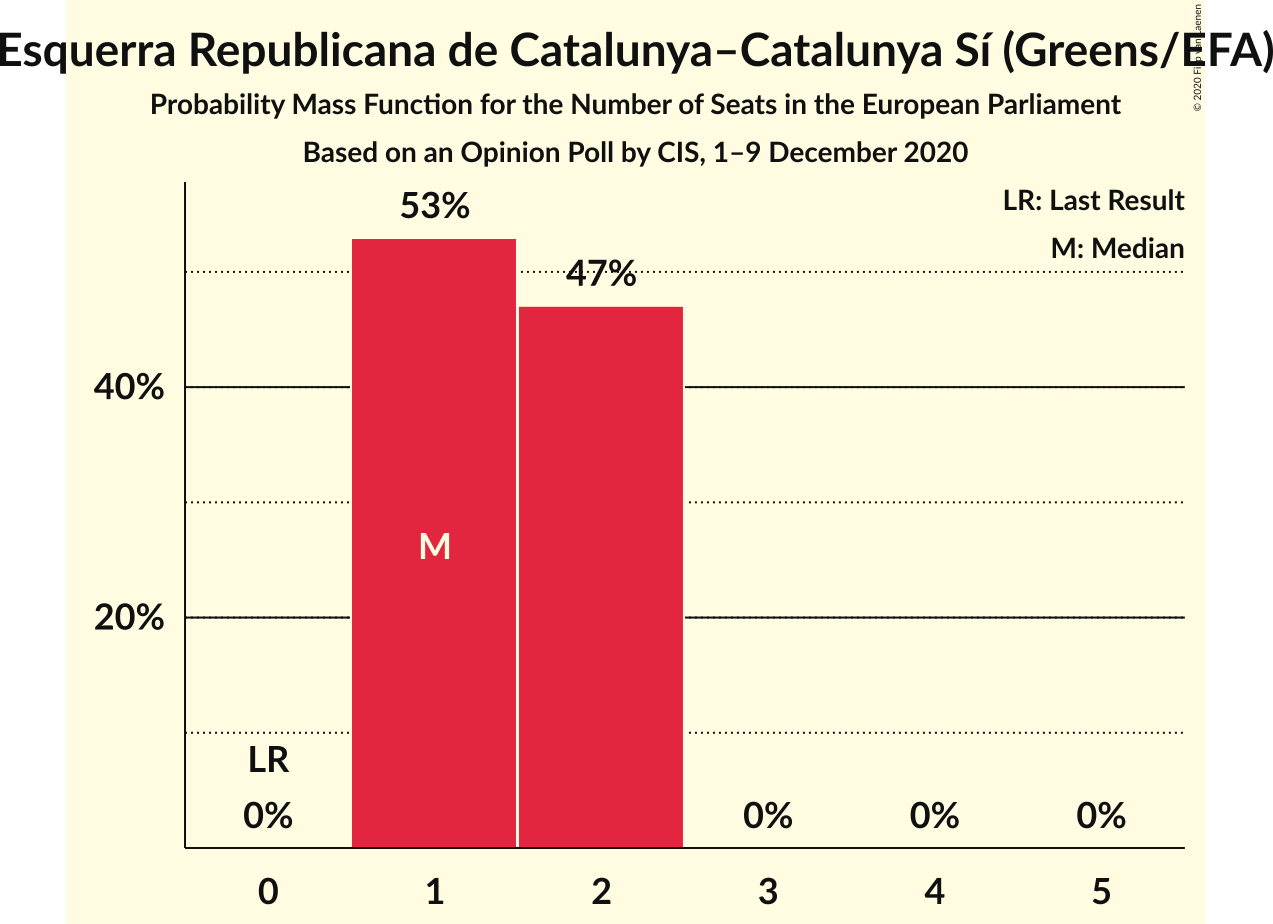 Esquerra Republicana de Catalunya–Catalunya Sí (Greens/EFA)
Probability Mass Function for the Number of Seats in the European Parliament
Based on an Opinion Poll by CIS, 1–9 December 2020
© 2020
LR: Last Result
M: Median
53%
47%
40%
20%
M
LR
0%
0%
0%
0%
0
1
2
3
4
5